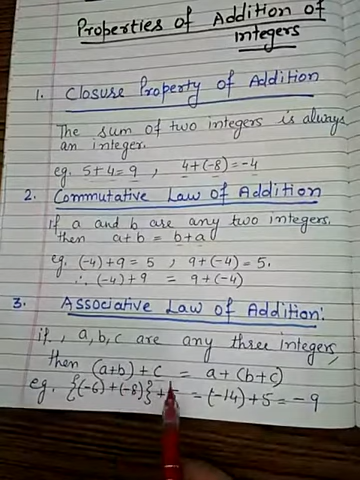 Properties of Addition of
Integers
1. Closure Property of Addition
The sum of two integers is always
an integer.
eg. 5+4=9 , 4+(-8)=-4
2. Commutative Law of Addition
if a and b are any two integers.
then a+b = b+a
eg. (-4)+9 = 5 , 9+(-4)=5.
∴ (-4)+9 = 9+(-4)
3. Associative Law of Addition:
if, a,b,c are any three integers,
then (a+b)+c = a+(b+c)
eg. {(-6)+(-8)}+ = (-14)+5=-9